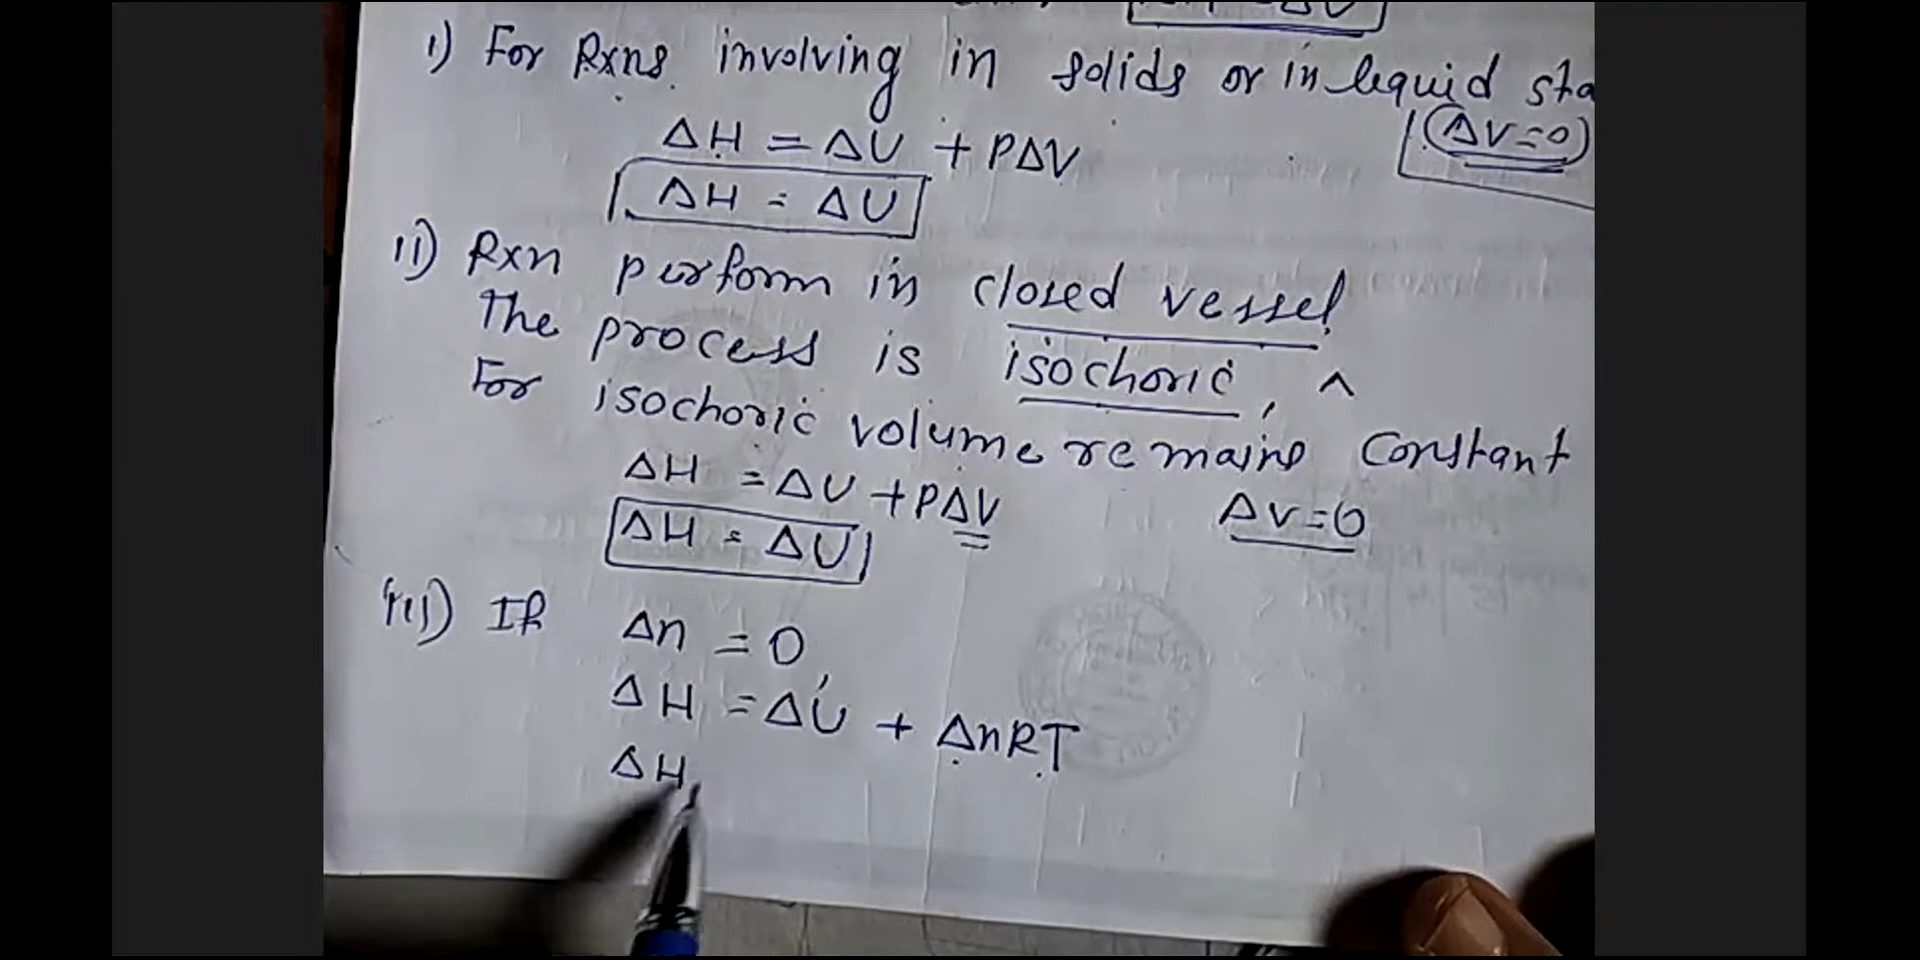 i) For Rxns involving in solids or in liquid sta
(ΔV=0)
ΔH = ΔU + PΔV
ΔH = ΔU
ii) Rxn perform in closed vessel
The process is isochoric, ^
For isochoric volume remains constant
ΔH = ΔU + PΔV ΔV=0
ΔH = ΔU
iii) If Δn = 0,
ΔH = ΔU + ΔnRT
ΔH